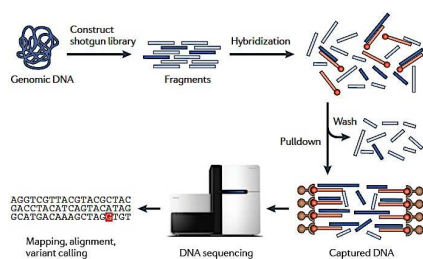 Construct
shotgun library
Hybridization
Genomic DNA
Fragments
Wash
Pulldown
AGGTCGTTACGTACGCTAC
GACCTACATCAGTACATAG
GCATGACAAAGCTAGGTGT
Mapping, alignment,
variant calling
DNA sequencing
Captured DNA